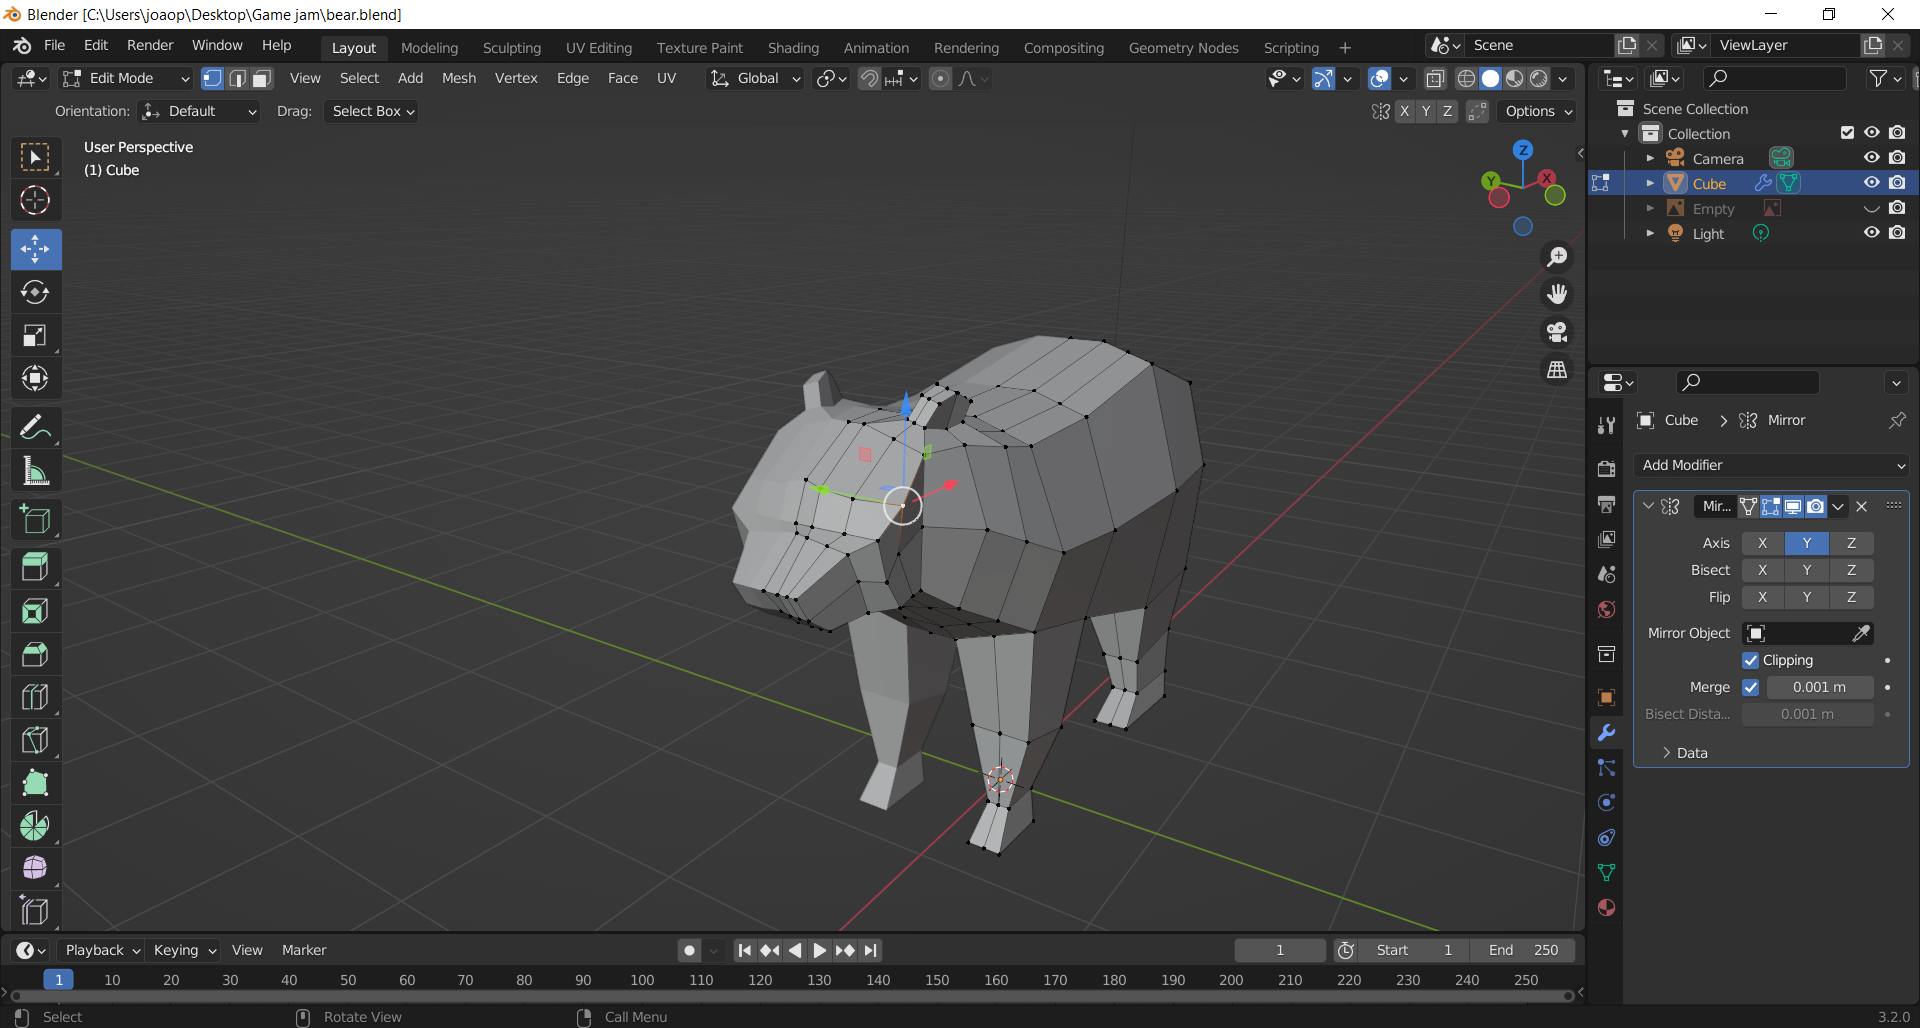 Blender [C:\Users\joaop\Desktop\Game jam\bear.blend]
File Edit Render Window Help Layout Modeling Sculpting UV Editing Texture Paint Shading Animation Rendering Compositing Geometry Nodes Scripting + Scene ViewLayer
Edit Mode View Select Add Mesh Vertex Edge Face UV Global
Orientation: Default Drag: Select Box X Y Z Options
User Perspective
(1) Cube
Z
Y X
Scene Collection
Collection
Camera
Cube
Empty
Light
Cube > Mirror
Add Modifier
Mir...
Axis X Y Z
Bisect X Y Z
Flip X Y Z
Mirror Object
Clipping
Merge 0.001 m
Bisect Dista... 0.001 m
Data
Playback Keying View Marker 1 Start 1 End 250
1 10 20 30 40 50 60 70 80 90 100 110 120 130 140 150 160 170 180 190 200 210 220 230 240 250
Select Rotate View Call Menu 3.2.0